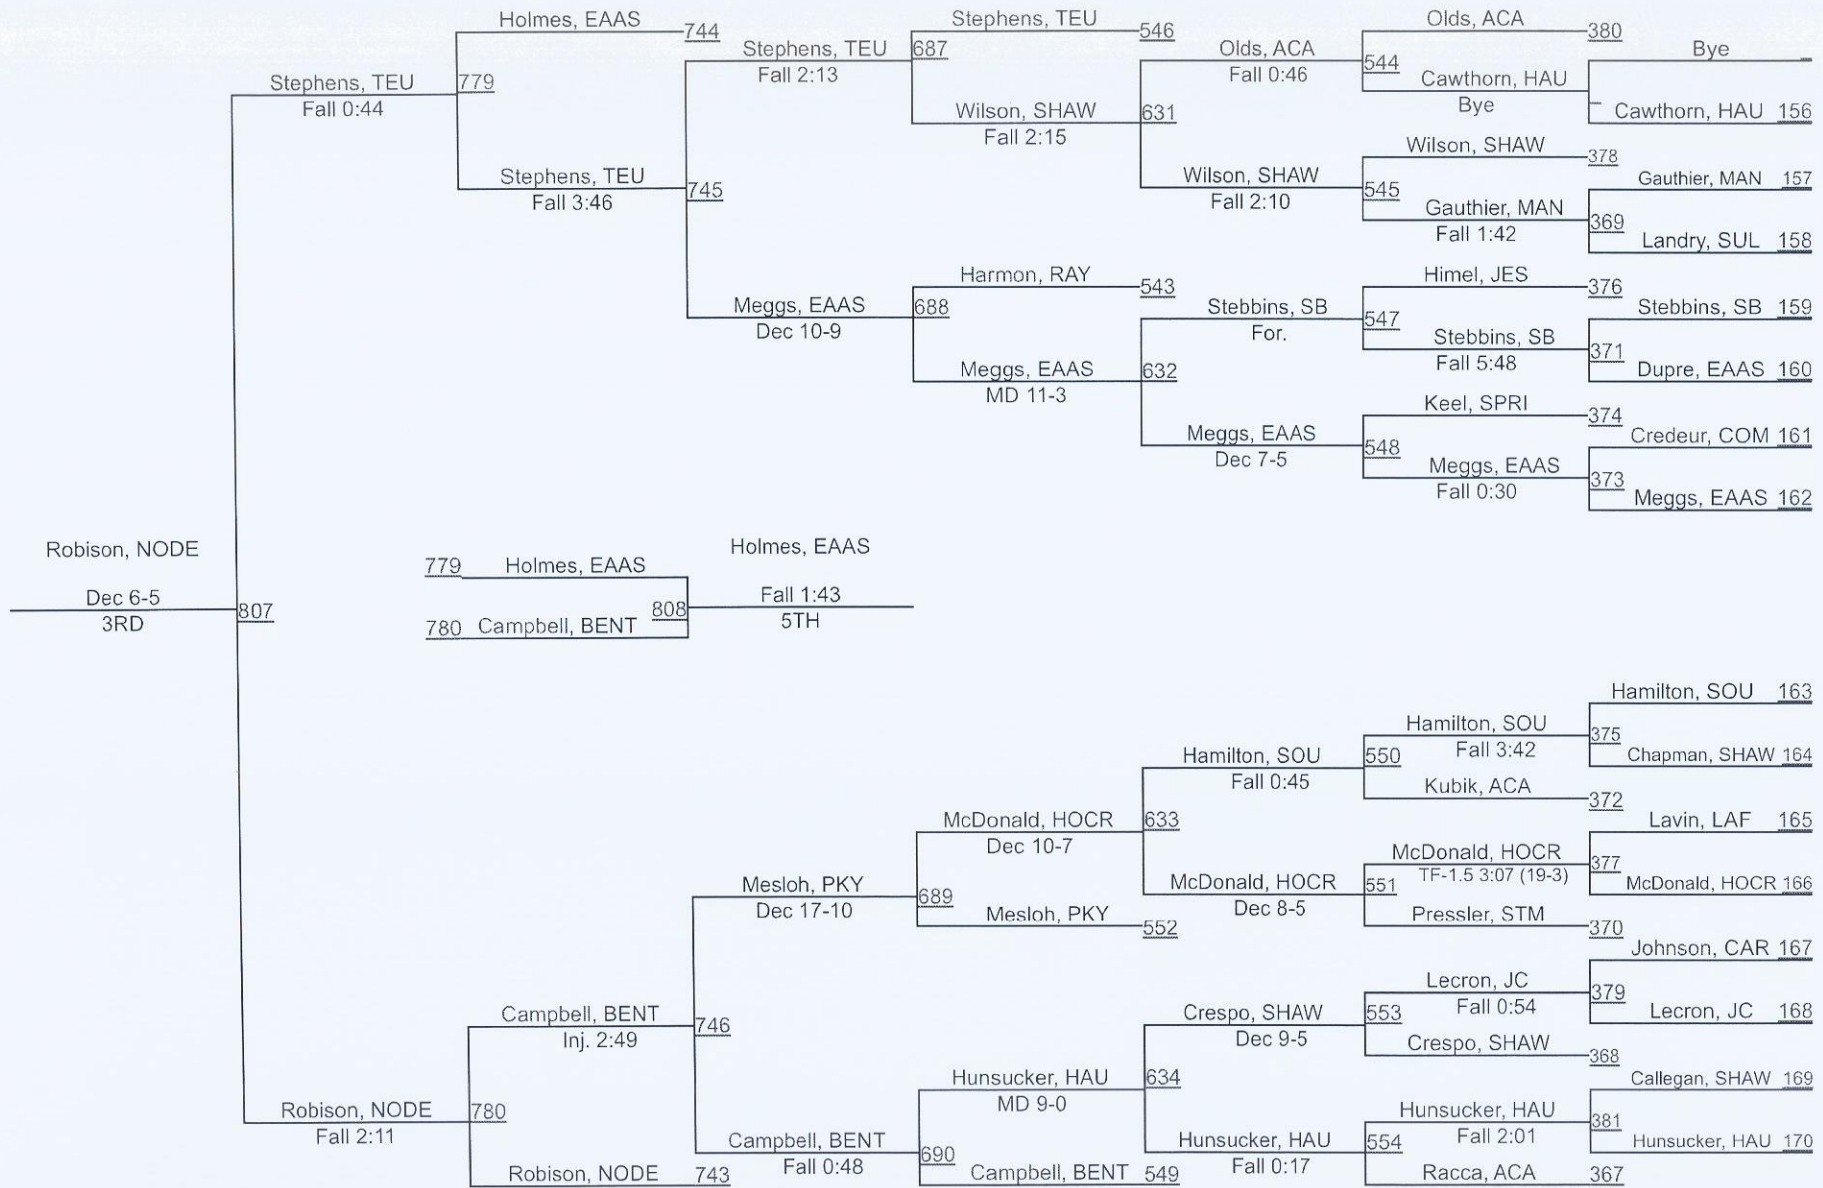 Holmes, EAAS 744
Stephens, TEU 546
Olds, ACA 380
Stephens, TEU 687
Fall 2:13
Olds, ACA
Fall 0:46
544
Bye
Stephens, TEU 779
Fall 0:44
Cawthorn, HAU
Bye
Wilson, SHAW 631
Fall 2:15
Cawthorn, HAU 156
Wilson, SHAW 378
Stephens, TEU 745
Fall 3:46
Wilson, SHAW 545
Fall 2:10
Gauthier, MAN 157
Gauthier, MAN 369
Fall 1:42
Landry, SUL 158
Harmon, RAY 543
Himel, JES 376
Meggs, EAAS 688
Dec 10-9
Stebbins, SB 547
For.
Stebbins, SB 159
Stebbins, SB 371
Fall 5:48
Meggs, EAAS 632
MD 11-3
Dupre, EAAS 160
Keel, SPRI 374
Meggs, EAAS 548
Dec 7-5
Credeur, COM 161
Meggs, EAAS 373
Fall 0:30
Meggs, EAAS 162
Robison, NODE
Dec 6-5
3RD
807
779 Holmes, EAAS
780 Campbell, BENT
808
Holmes, EAAS
Fall 1:43
5TH
Hamilton, SOU 163
Hamilton, SOU 375
Fall 3:42
Hamilton, SOU 550
Fall 0:45
Chapman, SHAW 164
Kubik, ACA 372
McDonald, HOCR 633
Dec 10-7
Lavin, LAF 165
McDonald, HOCR 377
TF-1.5 3:07 (19-3)
Mesloh, PKY 689
Dec 17-10
McDonald, HOCR 551
Dec 8-5
McDonald, HOCR 166
Mesloh, PKY 552
Pressler, STM 370
Johnson, CAR 167
Lecron, JC 379
Fall 0:54
Campbell, BENT 746
Inj. 2:49
Crespo, SHAW 553
Dec 9-5
Lecron, JC 168
Crespo, SHAW 368
Hunsucker, HAU 634
MD 9-0
Callegan, SHAW 169
Robison, NODE 780
Fall 2:11
Hunsucker, HAU 381
Fall 2:01
Campbell, BENT 690
Fall 0:48
Hunsucker, HAU 554
Fall 0:17
Hunsucker, HAU 170
Robison, NODE 743
Campbell, BENT 549
Racca, ACA 367